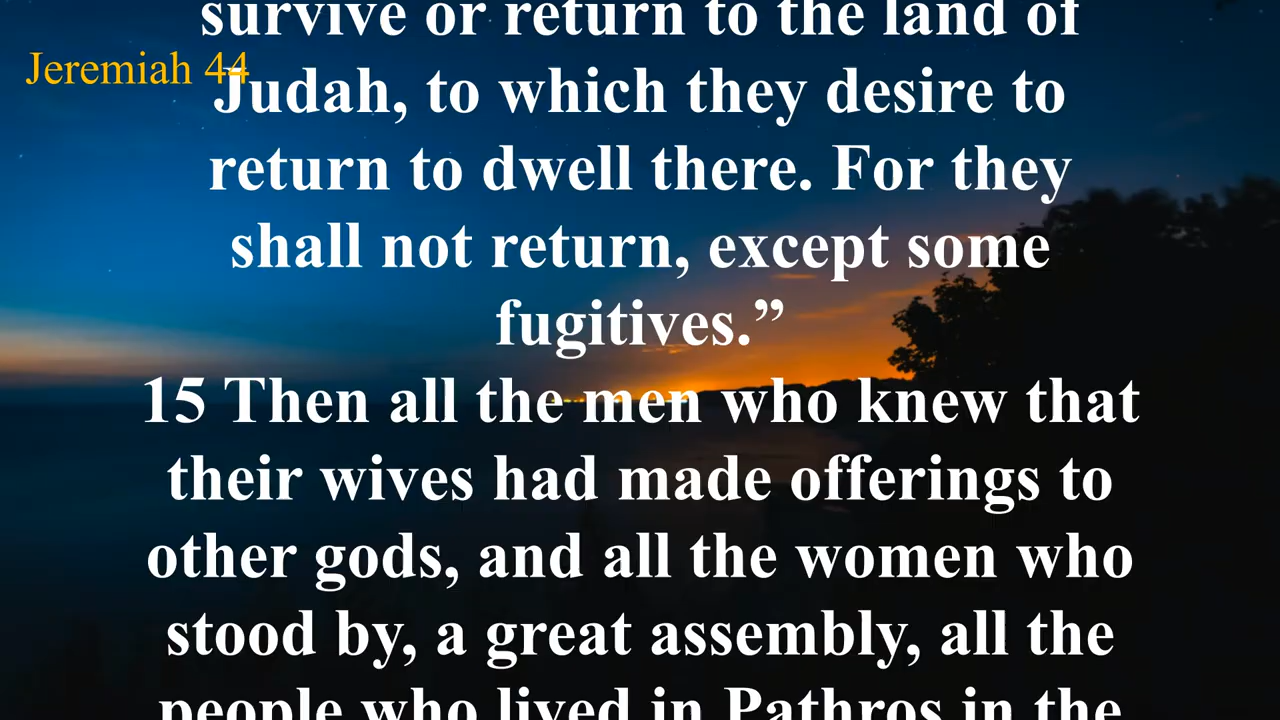 survive or return to the land of
Jeremiah 44
Judah, to which they desire to
return to dwell there. For they
shall not return, except some
fugitives.”
15 Then all the men who knew that
their wives had made offerings to
other gods, and all the women who
stood by, a great assembly, all the
people who lived in Pathros in the